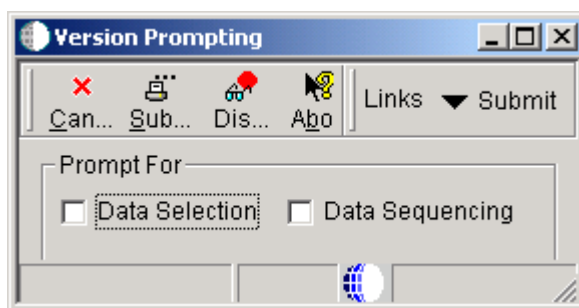 Version Prompting
Can... Sub... Dis... Abo Links Submit
Prompt For
Data Selection Data Sequencing